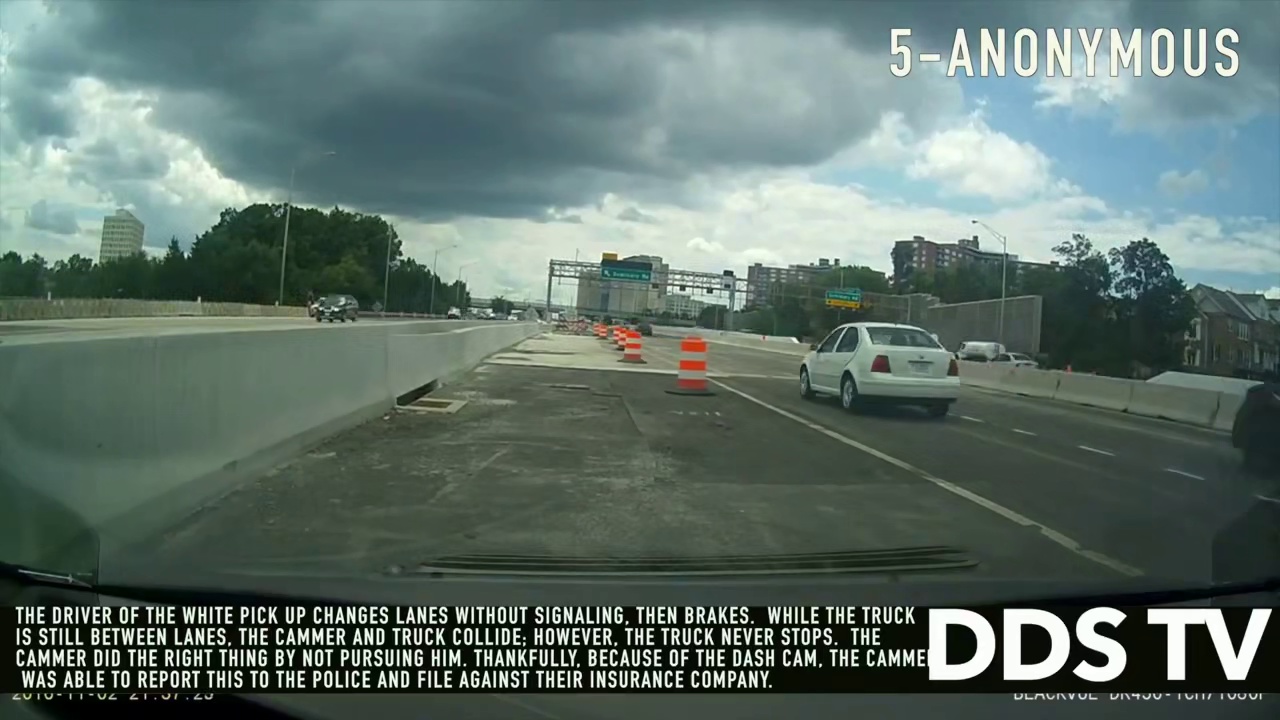 5-ANONYMOUS
Seminary Rd
THE DRIVER OF THE WHITE PICK UP CHANGES LANES WITHOUT SIGNALING, THEN BRAKES. WHILE THE TRUCK
IS STILL BETWEEN LANES, THE CAMMER AND TRUCK COLLIDE; HOWEVER, THE TRUCK NEVER STOPS. THE
CAMMER DID THE RIGHT THING BY NOT PURSUING HIM. THANKFULLY, BECAUSE OF THE DASH CAM, THE CAMME
WAS ABLE TO REPORT THIS TO THE POLICE AND FILE AGAINST THEIR INSURANCE COMPANY.
DDS TV